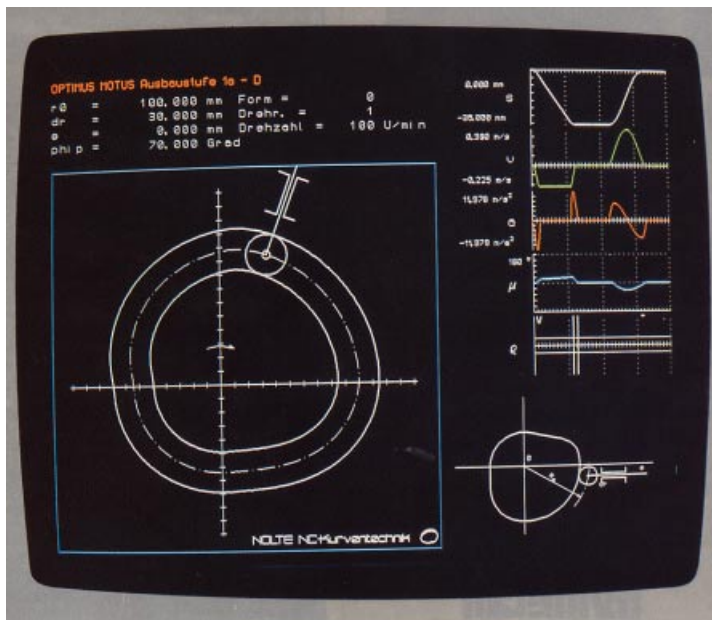 OPTIMUS MOTUS Ausbaustufe 1a - D
r0 = 100,000 mm Form = 0
dr = 30.000 mm Drehr. = 1
e = 0,000 mm Drehzahl = 100 U/min
phip = 70.000 Grad
0,000 mm
S
-35,000 mm
0,390 m/s
v
-0,225 m/s
11,978 m/s²
a
-11,978 m/s²
180 °
μ
ϱ
NOLTE NC-Kurventechnik